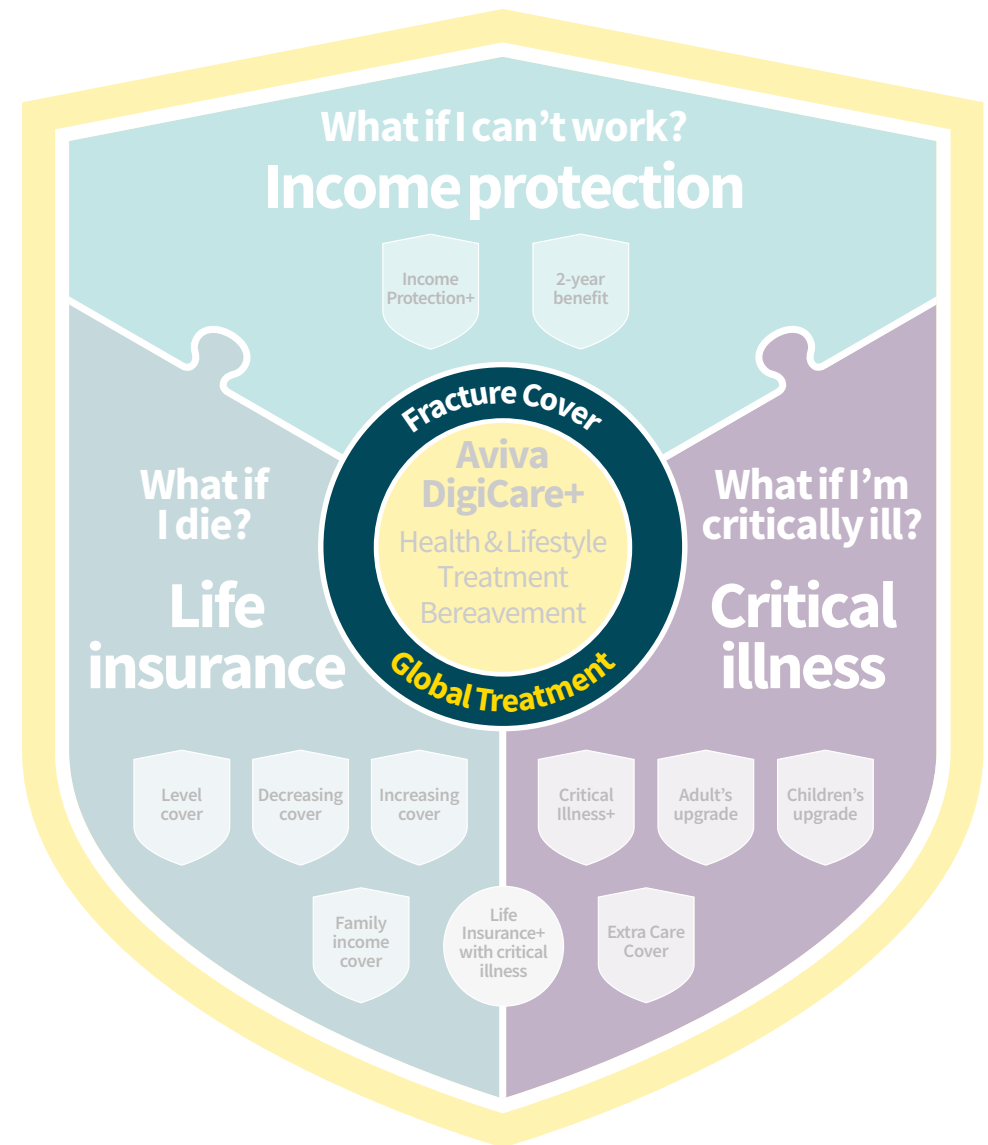 What if I can’t work?
Income protection
Income
Protection+
2-year
benefit
Fracture Cover
Aviva
DigiCare+
Health & Lifestyle
Treatment
Bereavement
Global Treatment
What if
I die?
Life
insurance
What if I’m
critically ill?
Critical
illness
Level
cover
Decreasing
cover
Increasing
cover
Critical
Illness+
Adult’s
upgrade
Children’s
upgrade
Family
income
cover
Life
Insurance+
with critical
illness
Extra Care
Cover